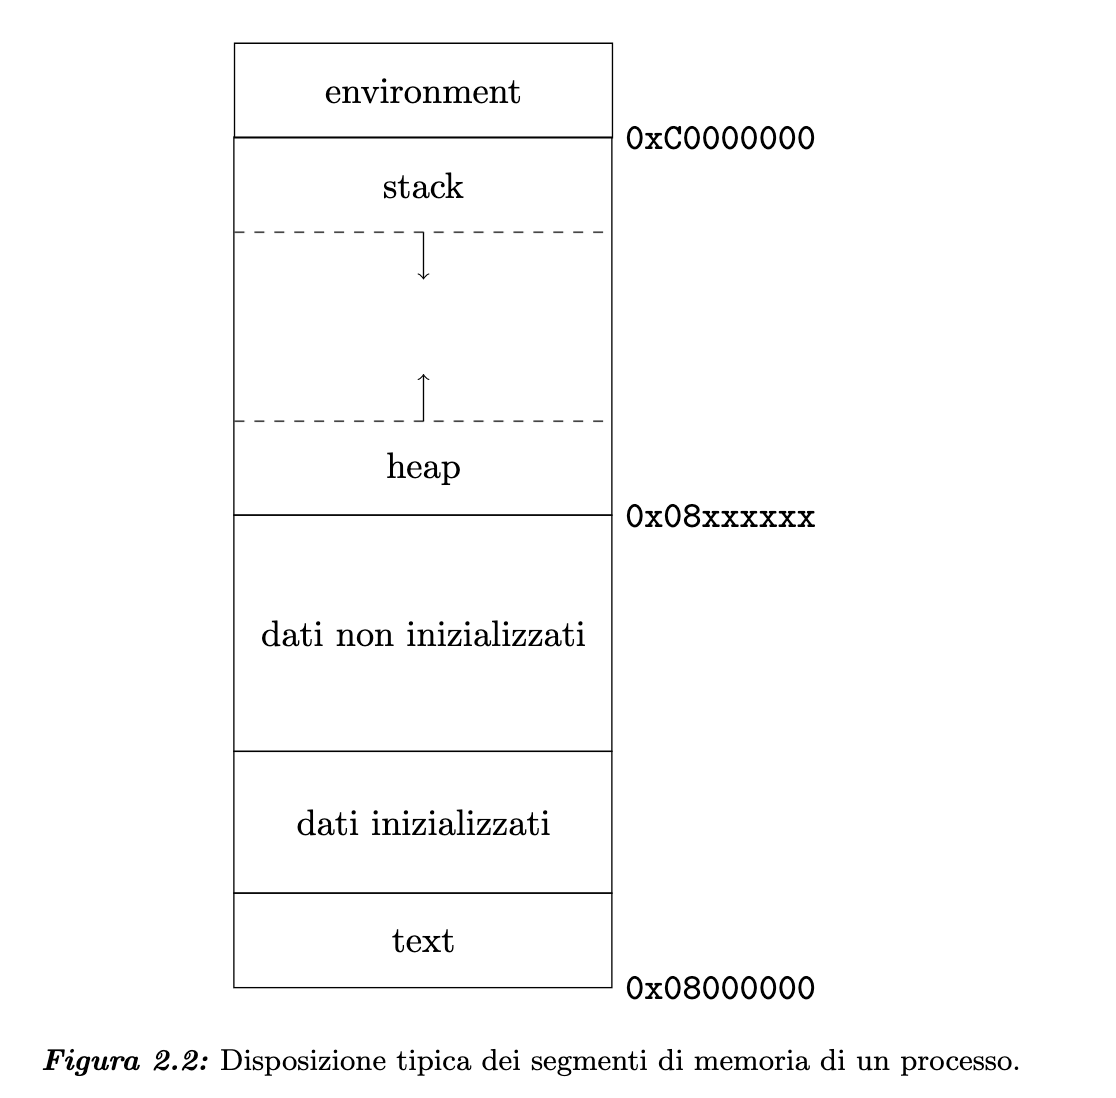 environment
0xC0000000
stack
heap
0x08xxxxxx
dati non inizializzati
dati inizializzati
text
0x08000000
Figura 2.2: Disposizione tipica dei segmenti di memoria di un processo.